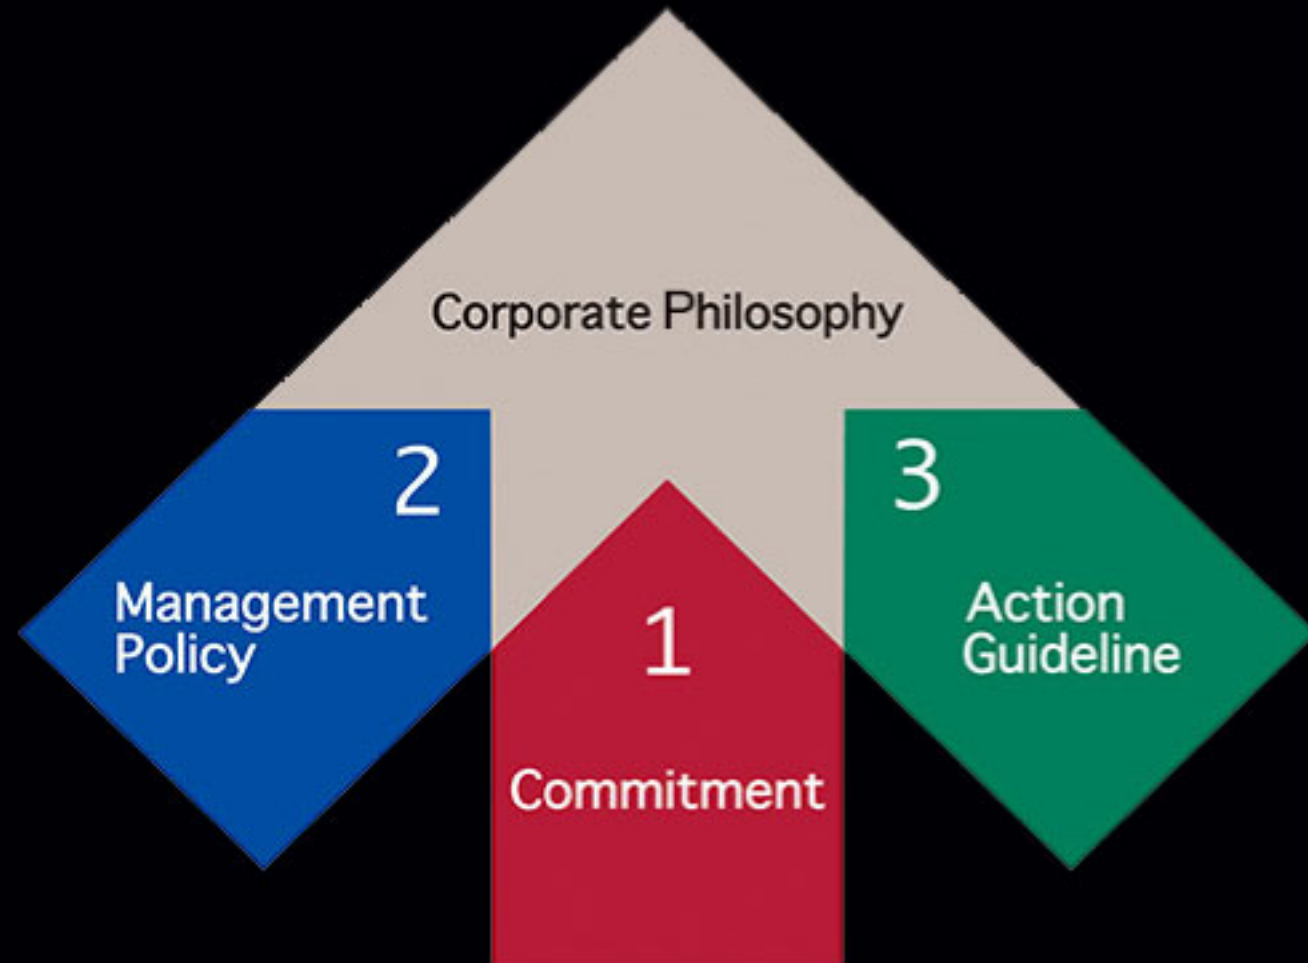 Corporate Philosophy
2
Management
Policy
1
Commitment
3
Action
Guideline